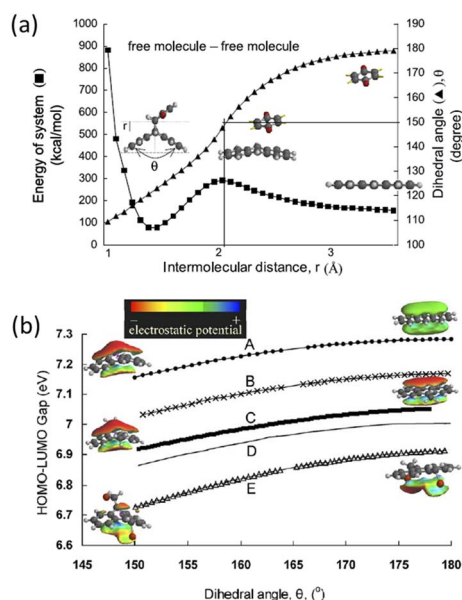 (a)
free molecule – free molecule
Energy of system (■)
(kcal/mol)
1000
900
800
700
600
500
400
300
200
100
0
r
θ
1
2
3
Intermolecular distance, r (Å)
180
170
160
150
140
130
120
110
100
Dihedral angle (▲), θ
(degree)
(b)
– +
electrostatic potential
HOMO-LUMO Gap (eV)
7.3
7.2
7.1
7
6.9
6.8
6.7
6.6
A
B
C
D
E
145 150 155 160 165 170 175 180
Dihedral angle, θ, (°)